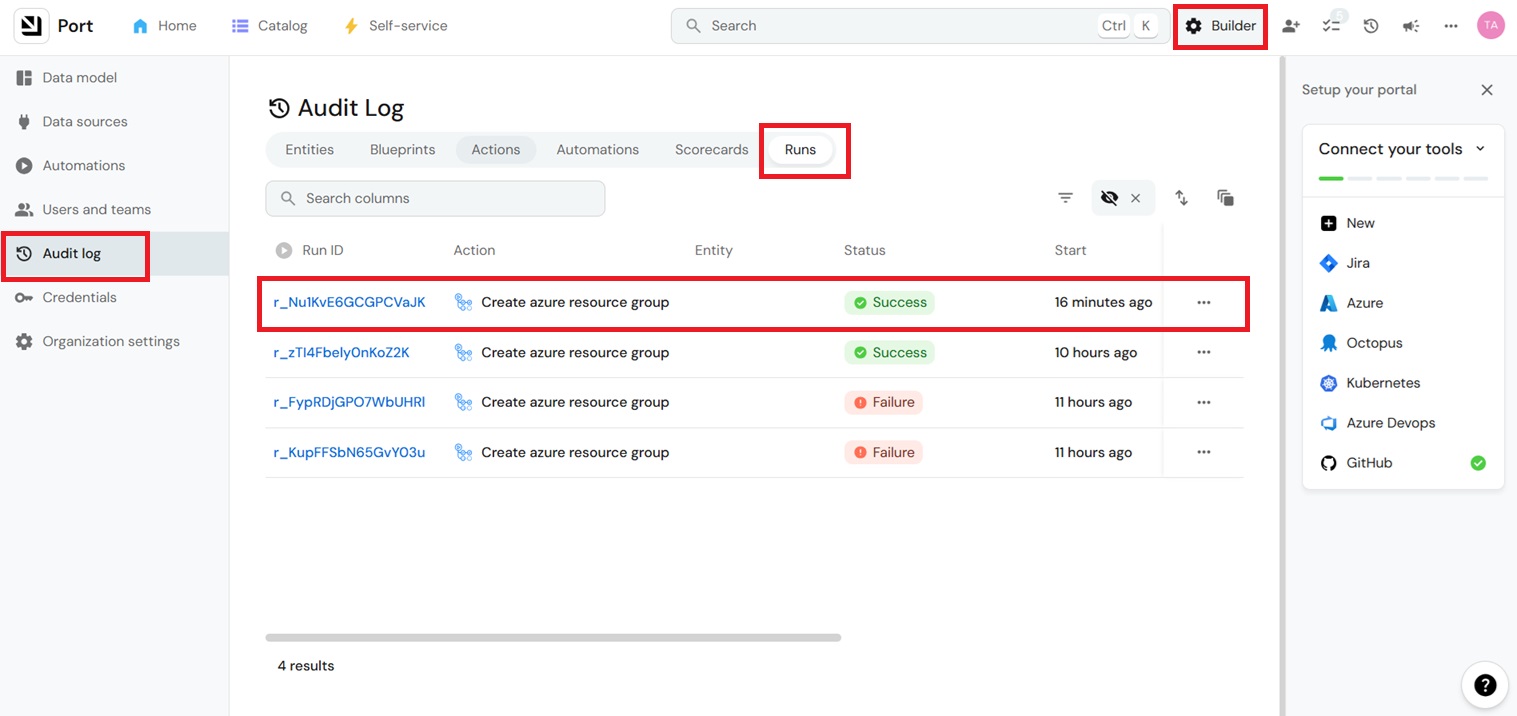 Port
Home
Catalog
Self-service
Search
Ctrl
K
Builder
TA
Data model
Data sources
Automations
Users and teams
Audit log
Credentials
Organization settings
Audit Log
Entities
Blueprints
Actions
Automations
Scorecards
Runs
Search columns
Run ID
Action
Entity
Status
Start
r_Nu1KvE6GCGPCVaJK
Create azure resource group
Success
16 minutes ago
r_zTI4Fbely0nKoZ2K
Create azure resource group
Success
10 hours ago
r_FypRDjGPO7WbUHRI
Create azure resource group
Failure
11 hours ago
r_KupFFSbN65GvY03u
Create azure resource group
Failure
11 hours ago
4 results
Setup your portal
Connect your tools
New
Jira
Azure
Octopus
Kubernetes
Azure Devops
GitHub
?